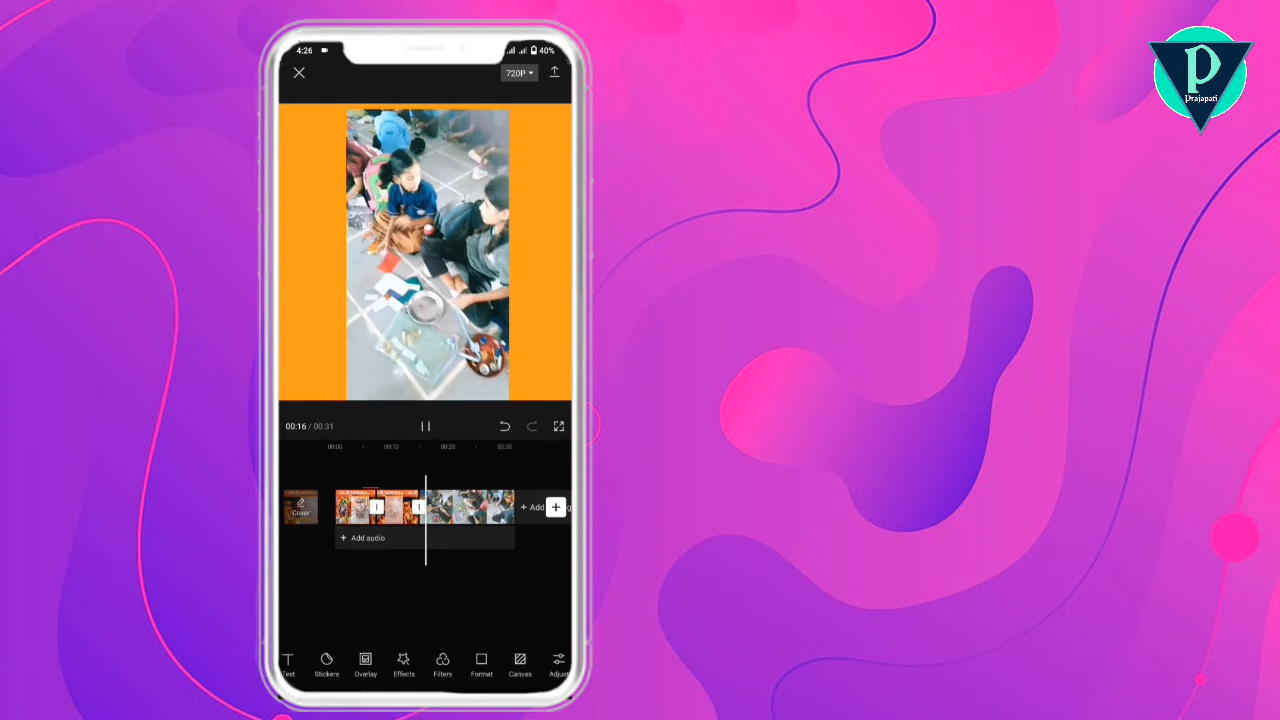 4:26
40%
720P
P
Prajapati
00:16 / 00:31
00:00
00:10
00:20
00:30
Cover
+ Add
+ Add audio
Text
Stickers
Overlay
Effects
Filters
Format
Canvas
Adjust